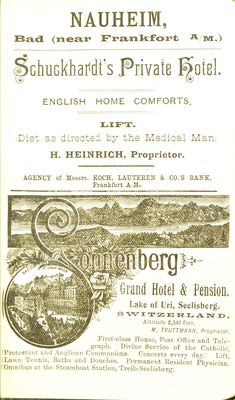 NAUHEIM,
Bad (near Frankfort A M.)
Schuckhardt's Private Hotel.
ENGLISH HOME COMFORTS.
LIFT.
Diet as directed by the Medical Man.
H. HEINRICH, Proprietor.
AGENCY of Messrs. KOCH, LAUTEREN & CO.'S BANK,
Frankfort A·M.
Sonnenberg
Grand Hotel & Pension.
Lake of Uri, Seelisberg.
SWITZERLAND.
Altitude 2,545 feet.
M. TRUTTMANN, Proprietor.
First-class House, Post Office and Tele-
graph. Divine Service of the Catholic,
Protestant and Anglican Communions. Concerts every day. Lift,
Lawn Tennis, Baths and Douches. Permanent Resident Physician.
Omnibus at the Steamboat Station, Treib-Seelisberg.